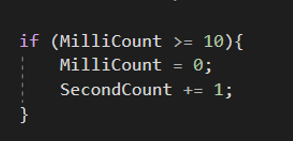 if (MilliCount >= 10){
    MilliCount = 0;
    SecondCount += 1;
}